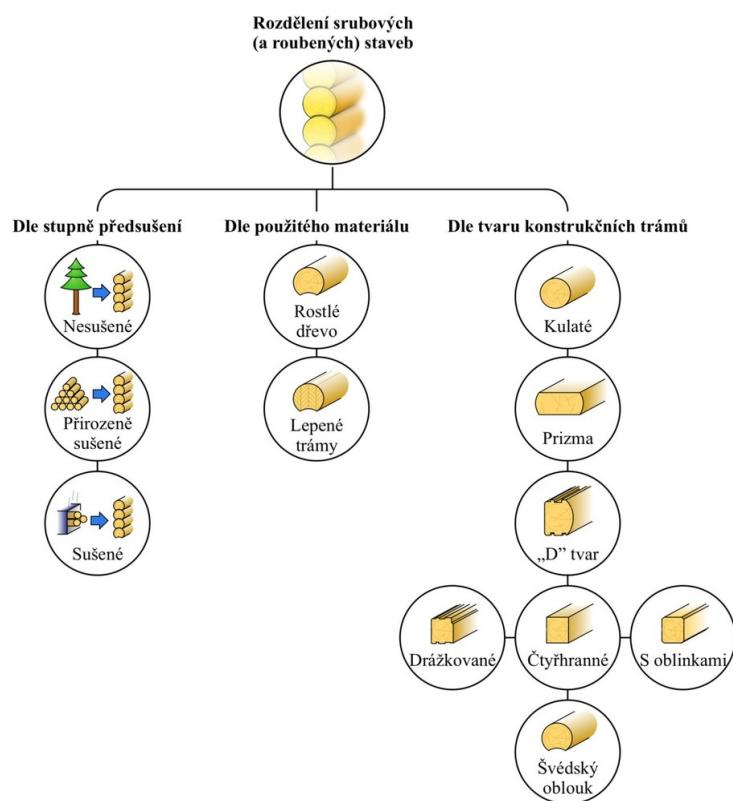 Rozdělení srubových
(a roubených) staveb
Dle stupně předsušení
Nesušené
Přirozeně
sušené
Sušené
Dle použitého materiálu
Rostlé
dřevo
Lepené
trámy
Dle tvaru konstrukčních trámů
Kulaté
Prizma
„D” tvar
Drážkované
Čtyřhranné
S oblinkami
Švédský
oblouk